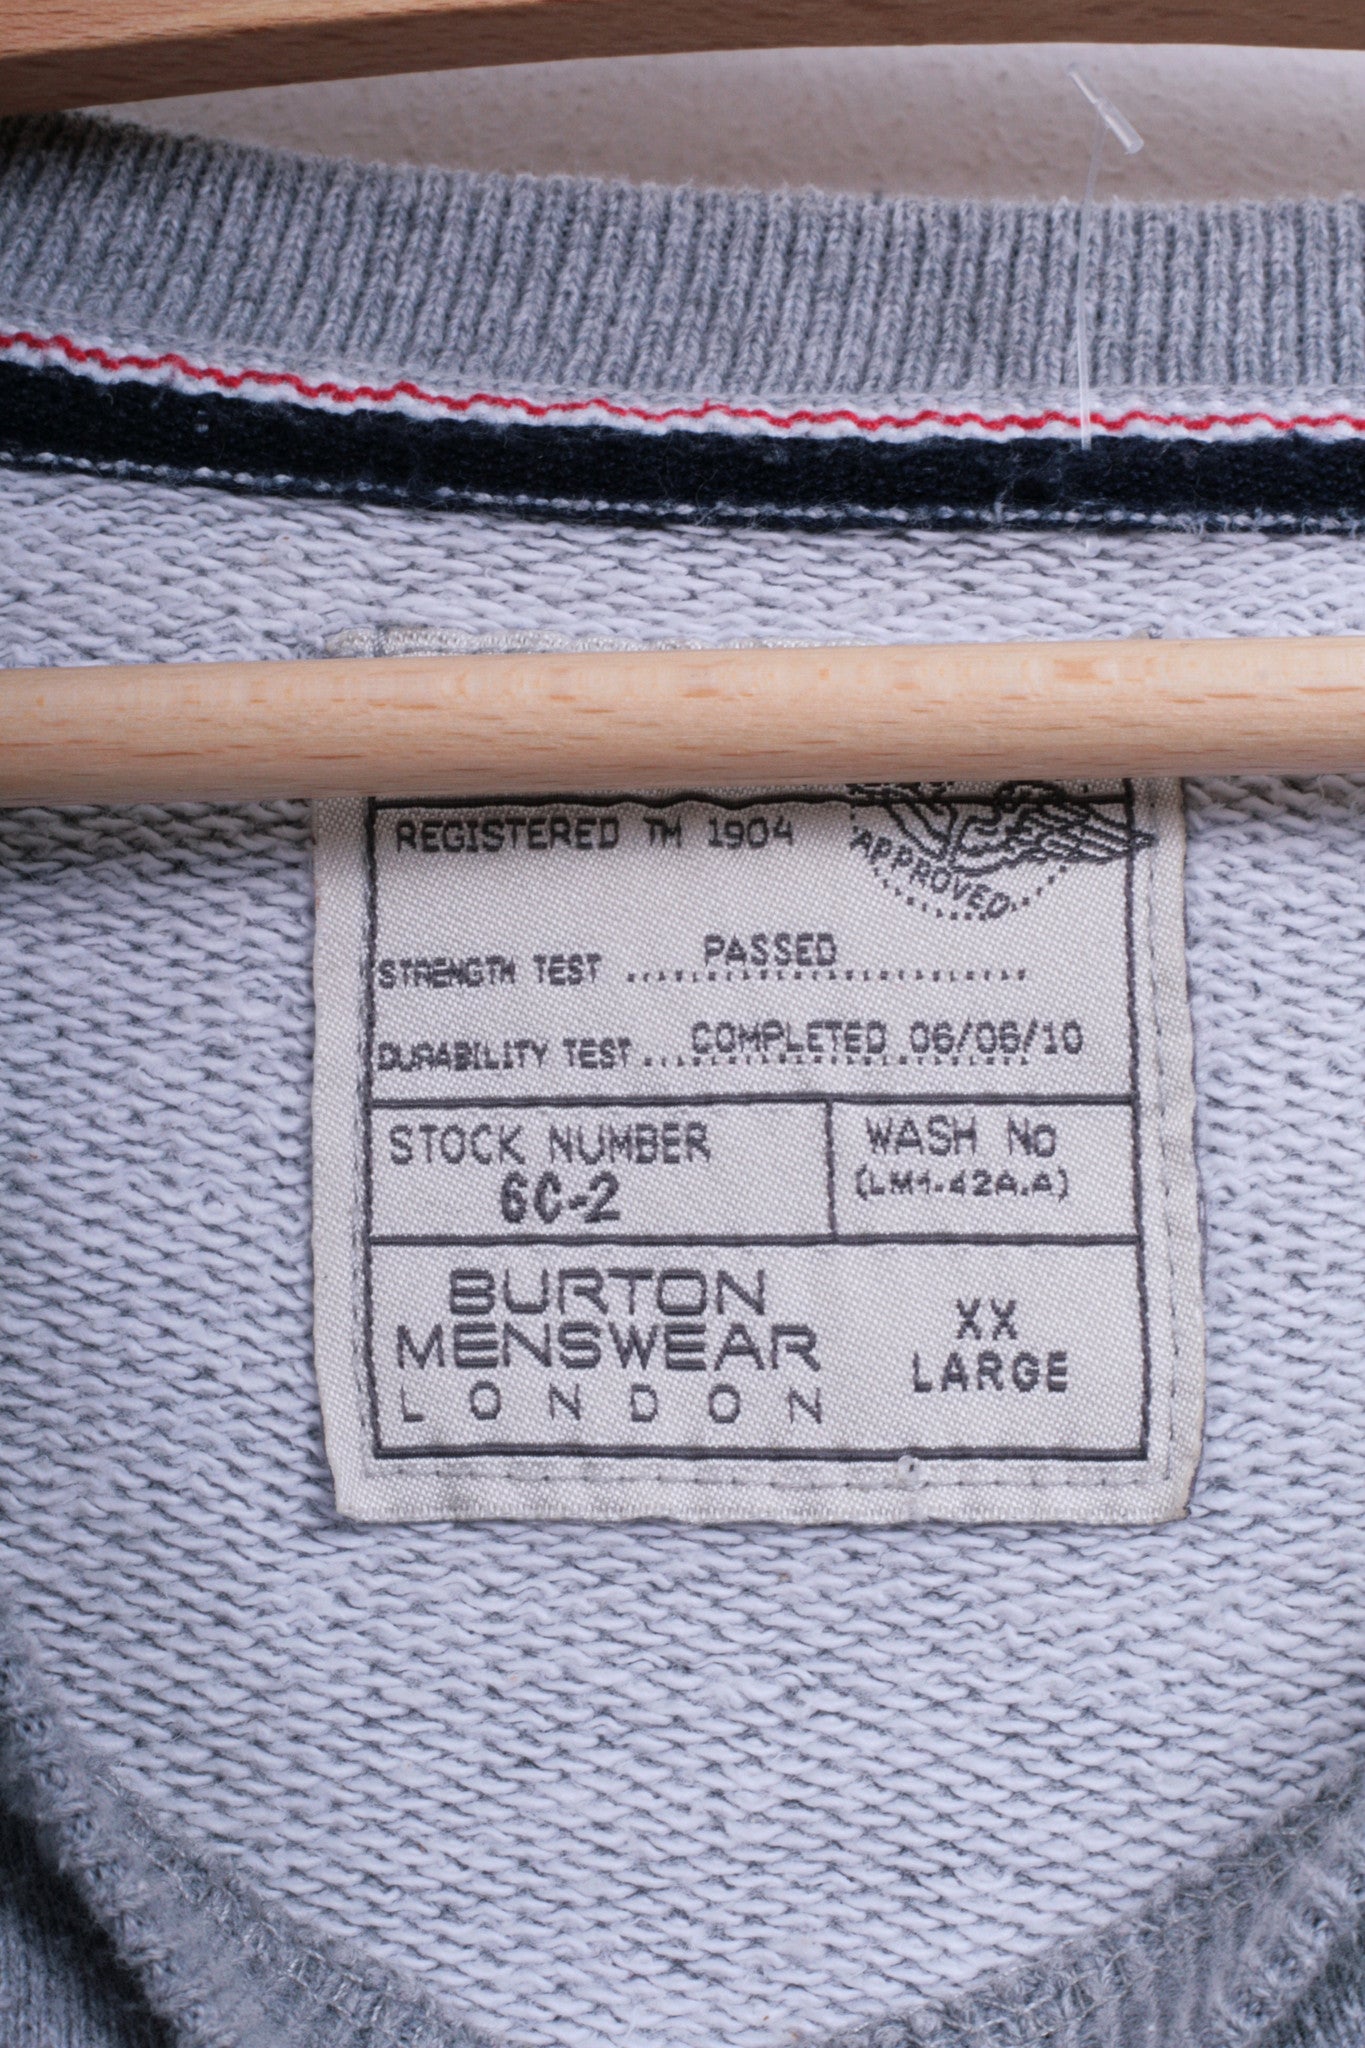 REGISTERED TM 1904
APPROVED
STRENGTH TEST ........ PASSED
DURABILITY TEST ........ COMPLETED 06/06/10
STOCK NUMBER
6C-2
WASH NO
(LM1.42A.A)
BURTON
MENSWEAR
LONDON
XX
LARGE